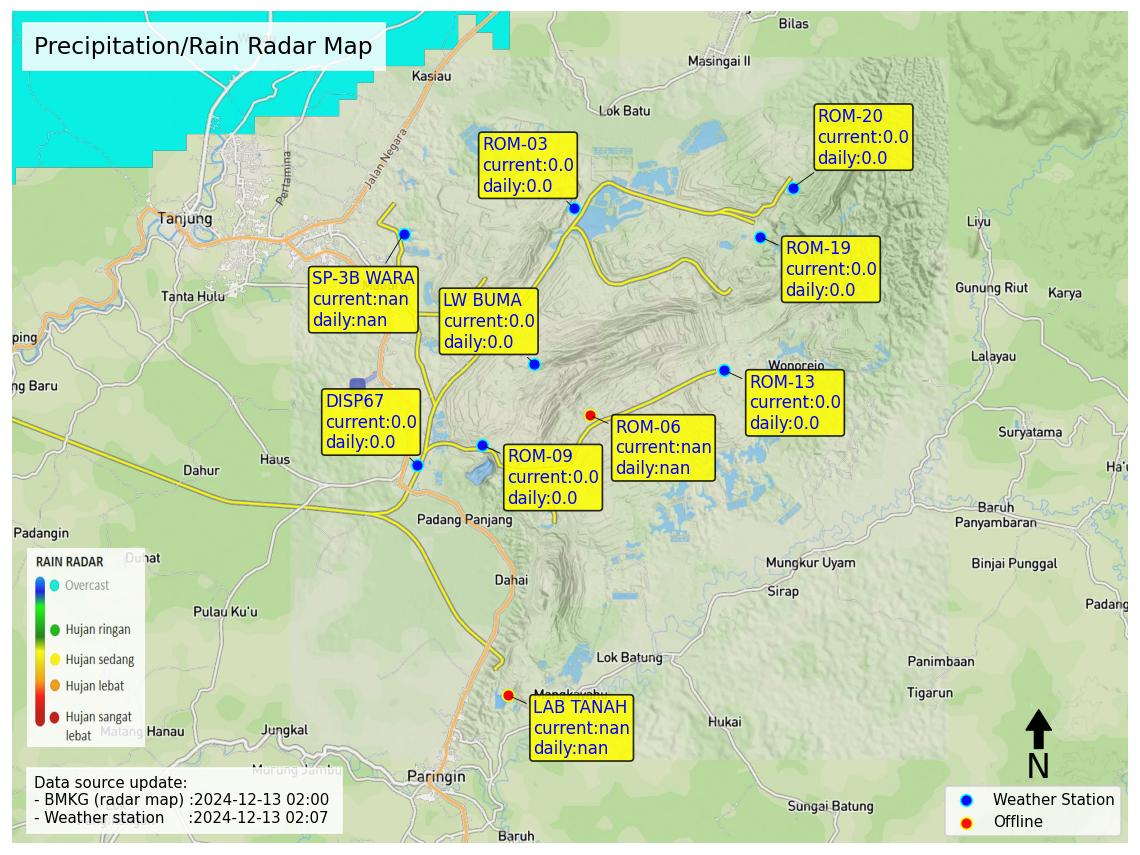 Precipitation/Rain Radar Map
Bilas
Masingai II
Kasiau
Lok Batu
Jalan Negara
Pertamina
Tanjung
Tanta Hulu
ROM-03
current:0.0
daily:0.0
ROM-20
current:0.0
daily:0.0
ROM-19
current:0.0
daily:0.0
SP-3B WARA
current:nan
daily:nan
LW BUMA
current:0.0
daily:0.0
Liyu
Gunung Riut
Karya
Lalayau
Wonorejo
ROM-13
current:0.0
daily:0.0
ping
ng Baru
DISP67
current:0.0
daily:0.0
ROM-06
current:nan
daily:nan
ROM-09
current:0.0
daily:0.0
Suryatama
Ha'u
Haus
Dahur
Padang Panjang
Baruh
Panyambaran
Padangin
Duhat
Binjai Punggal
Mungkur Uyam
Sirap
Padang
Dahai
Pulau Ku'u
RAIN RADAR
Overcast
Hujan ringan
Hujan sedang
Hujan lebat
Hujan sangat
lebat
Lok Batung
Panimbaan
Tigarun
Mangkayahu
LAB TANAH
current:nan
daily:nan
Hukai
Matang Hanau
Jungkal
Murung Jambu
Paringin
Sungai Batung
Baruh
Data source update:
- BMKG (radar map) :2024-12-13 02:00
- Weather station :2024-12-13 02:07
N
Weather Station
Offline